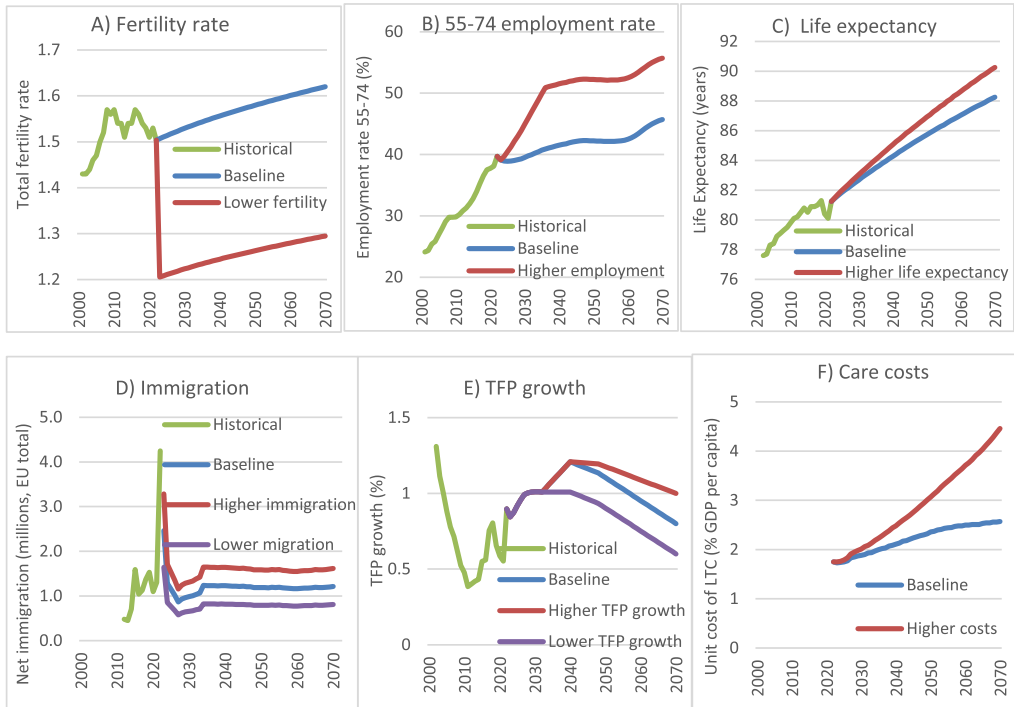 A) Fertility rate
Total fertility rate
1.7
1.6
1.5
1.4
1.3
1.2
Historical
Baseline
Lower fertility
2000
2010
2020
2030
2040
2050
2060
2070
B) 55-74 employment rate
Employment rate 55-74 (%)
60
50
40
30
20
Historical
Baseline
Higher employment
2000
2010
2020
2030
2040
2050
2060
2070
C) Life expectancy
Life Expectancy (years)
92
90
88
86
84
82
80
78
76
Historical
Baseline
Higher life expectancy
2000
2010
2020
2030
2040
2050
2060
2070
D) Immigration
Net immigration (millions, EU total)
5.0
4.0
3.0
2.0
1.0
0.0
Historical
Baseline
Higher immigration
Lower migration
2000
2010
2020
2030
2040
2050
2060
2070
E) TFP growth
TFP growth (%)
1.5
1
0.5
0
Historical
Baseline
Higher TFP growth
Lower TFP growth
2000
2010
2020
2030
2040
2050
2060
2070
F) Care costs
Unit cost of LTC (% GDP per capita)
5
4
3
2
1
0
Baseline
Higher costs
2000
2010
2020
2030
2040
2050
2060
2070